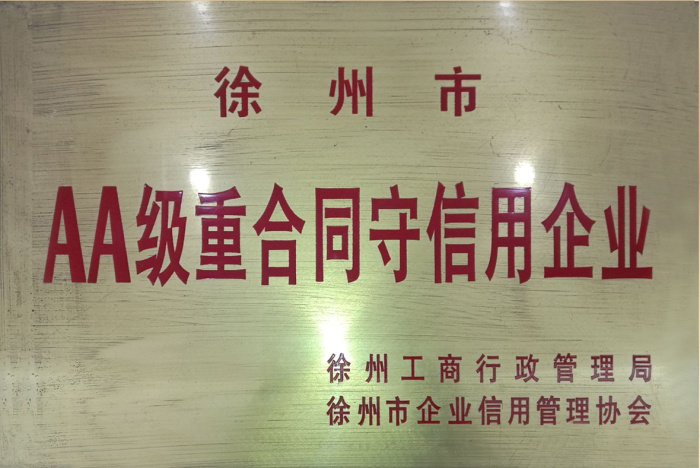 徐州市
AA级重合同守信用企业
徐州工商行政管理局
徐州市企业信用管理协会